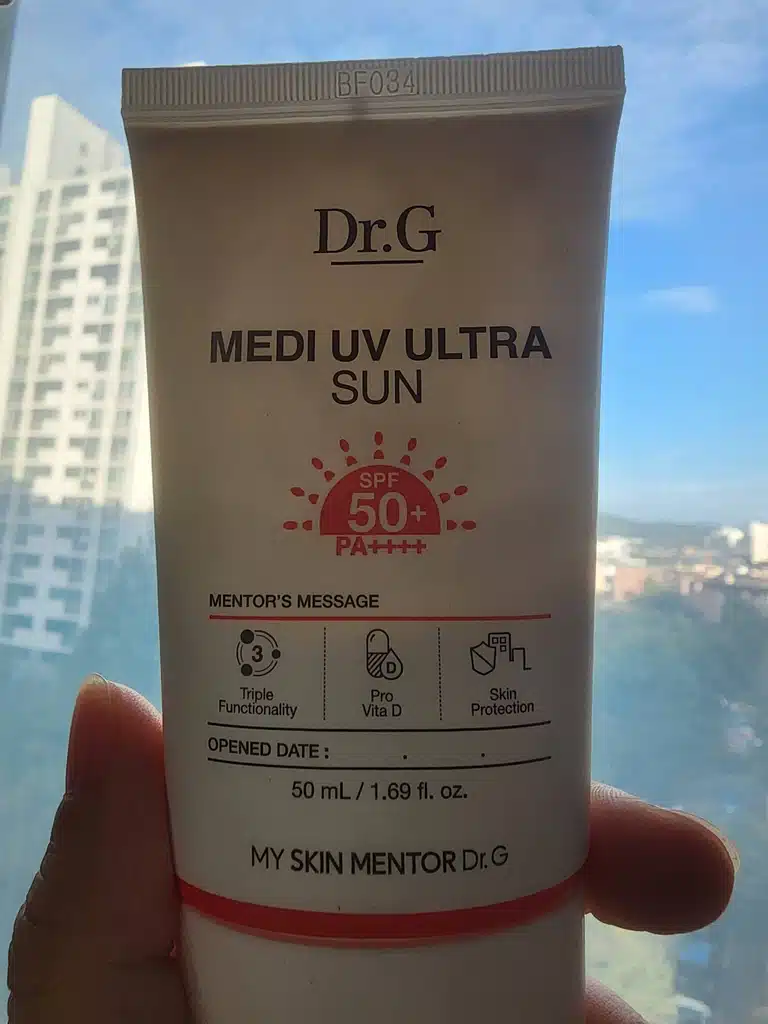 BF034
Dr.G
MEDI UV ULTRA
SUN
SPF
50+
PA++++
MENTOR'S MESSAGE
3
D
Triple
Functionality
Pro
Vita D
Skin
Protection
OPENED DATE : . .
50 mL / 1.69 fl. oz.
MY SKIN MENTOR Dr.G